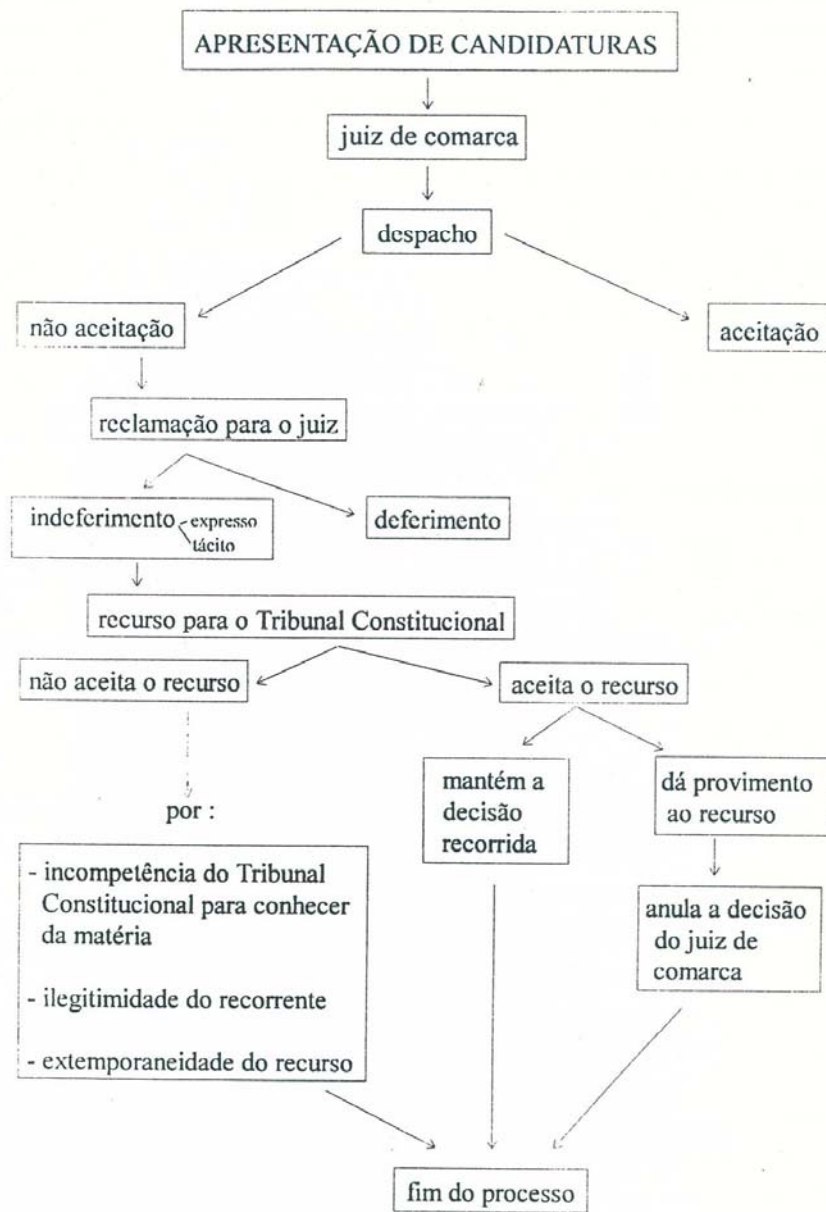 APRESENTAÇÃO DE CANDIDATURAS
juiz de comarca
despacho
não aceitação
aceitação
reclamação para o juiz
indeferimento
expresso
tácito
deferimento
recurso para o Tribunal Constitucional
não aceita o recurso
aceita o recurso
por :
mantém a
decisão
recorrida
dá provimento
ao recurso
- incompetência do Tribunal
Constitucional para conhecer
da matéria
- ilegitimidade do recorrente
- extemporaneidade do recurso
anula a decisão
do juiz de
comarca
fim do processo